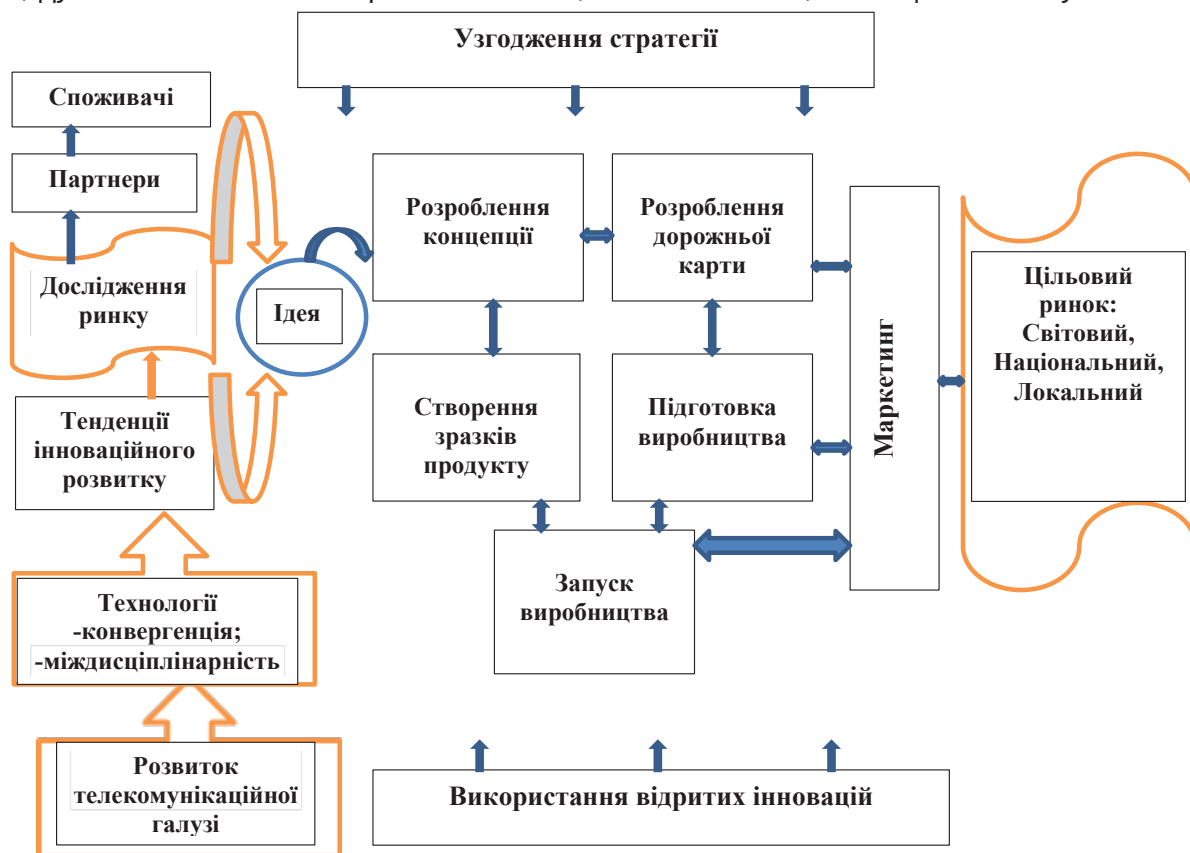 Узгодження стратегії
Споживачі
Партнери
Дослідження
ринку
Ідея
Розроблення
концепції
Розроблення
дорожньої
карти
Маркетинг
Цільовий
ринок:
Світовий,
Національний,
Локальний
Тенденції
інноваційного
розвитку
Створення
зразків
продукту
Підготовка
виробництва
Запуск
виробництва
Технології
-конвергенція;
-міждисціплінарність
Розвиток
телекомунікаційної
галузі
Використання відритих інновацій